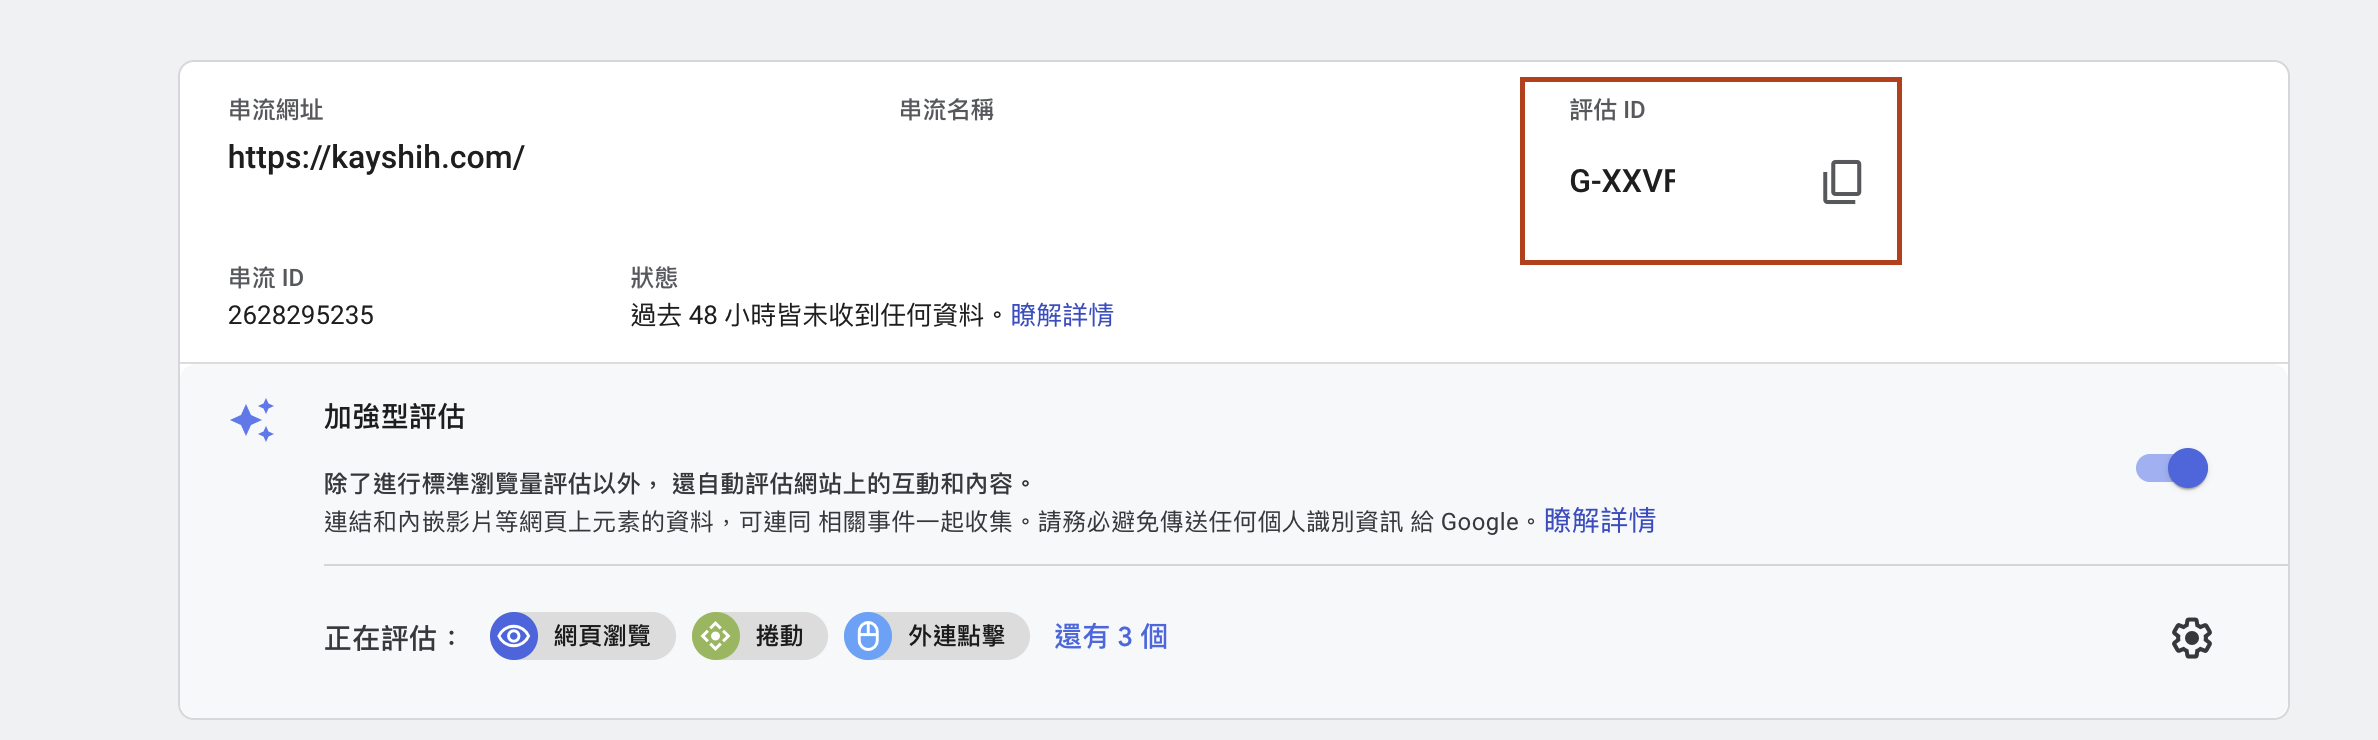 串流網址
https://kayshih.com/
串流名稱
評估 ID
G-XXVF
串流 ID
2628295235
狀態
過去 48 小時皆未收到任何資料。瞭解詳情
加強型評估
除了進行標準瀏覽量評估以外， 還自動評估網站上的互動和內容。
連結和內嵌影片等網頁上元素的資料，可連同 相關事件一起收集。請務必避免傳送任何個人識別資訊 給 Google。瞭解詳情
正在評估： 網頁瀏覽 捲動 外連點擊 還有 3 個